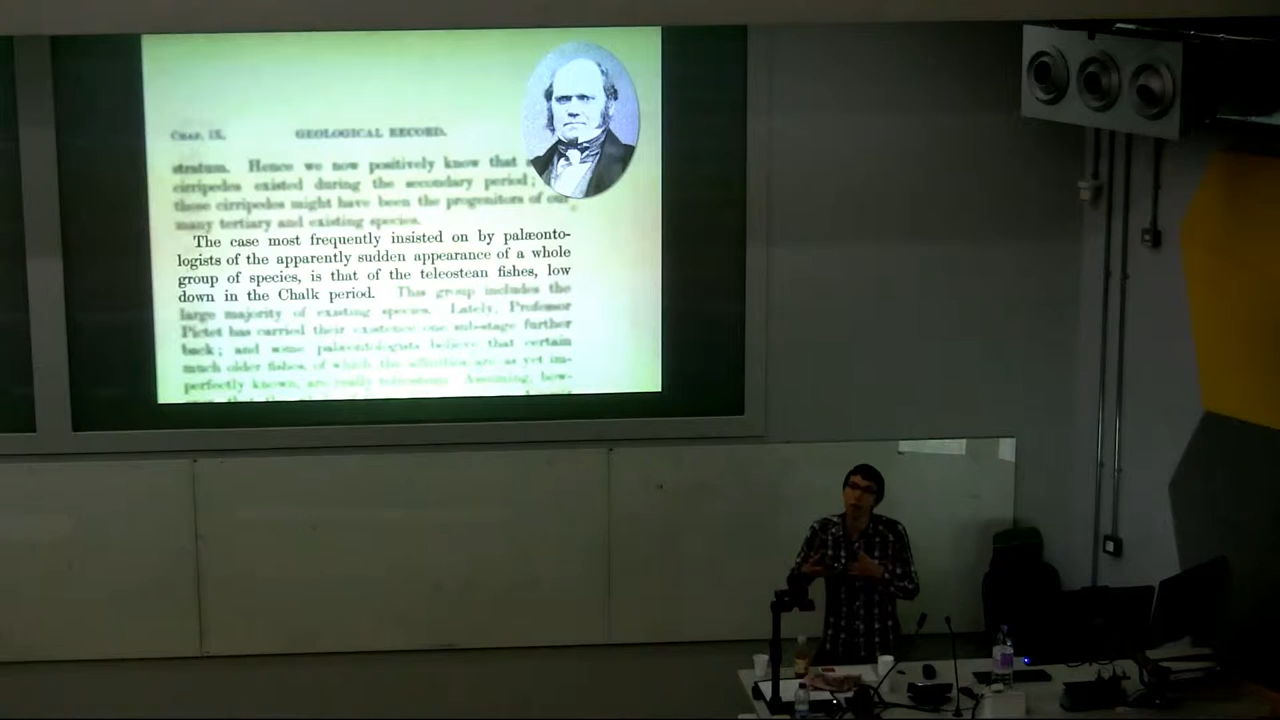 CHAP. IX. GEOLOGICAL RECORD.
stratum. Hence we now positively know that
cirripedes existed during the secondary period;
these cirripedes might have been the progenitors of our
many tertiary and existing species.
The case most frequently insisted on by palæonto-
logists of the apparently sudden appearance of a whole
group of species, is that of the teleostean fishes, low
down in the Chalk period. This group includes the
large majority of existing species. Lately, Professor
Pictet has carried their existence one sub-stage further
back; and some palæontologists believe that certain
much older fishes, of which the affinities are as yet im-
perfectly known, are really teleostean. Assuming, how-